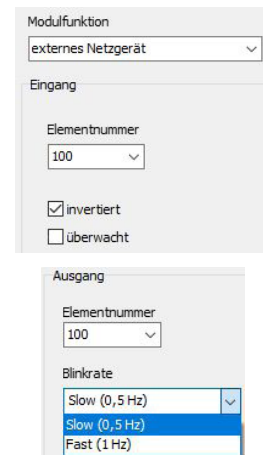 Modulfunktion
externes Netzgerät
Eingang
Elementnummer
100
invertiert
überwacht
Ausgang
Elementnummer
100
Blinkrate
Slow (0,5 Hz)
Slow (0,5 Hz)
Fast (1 Hz)